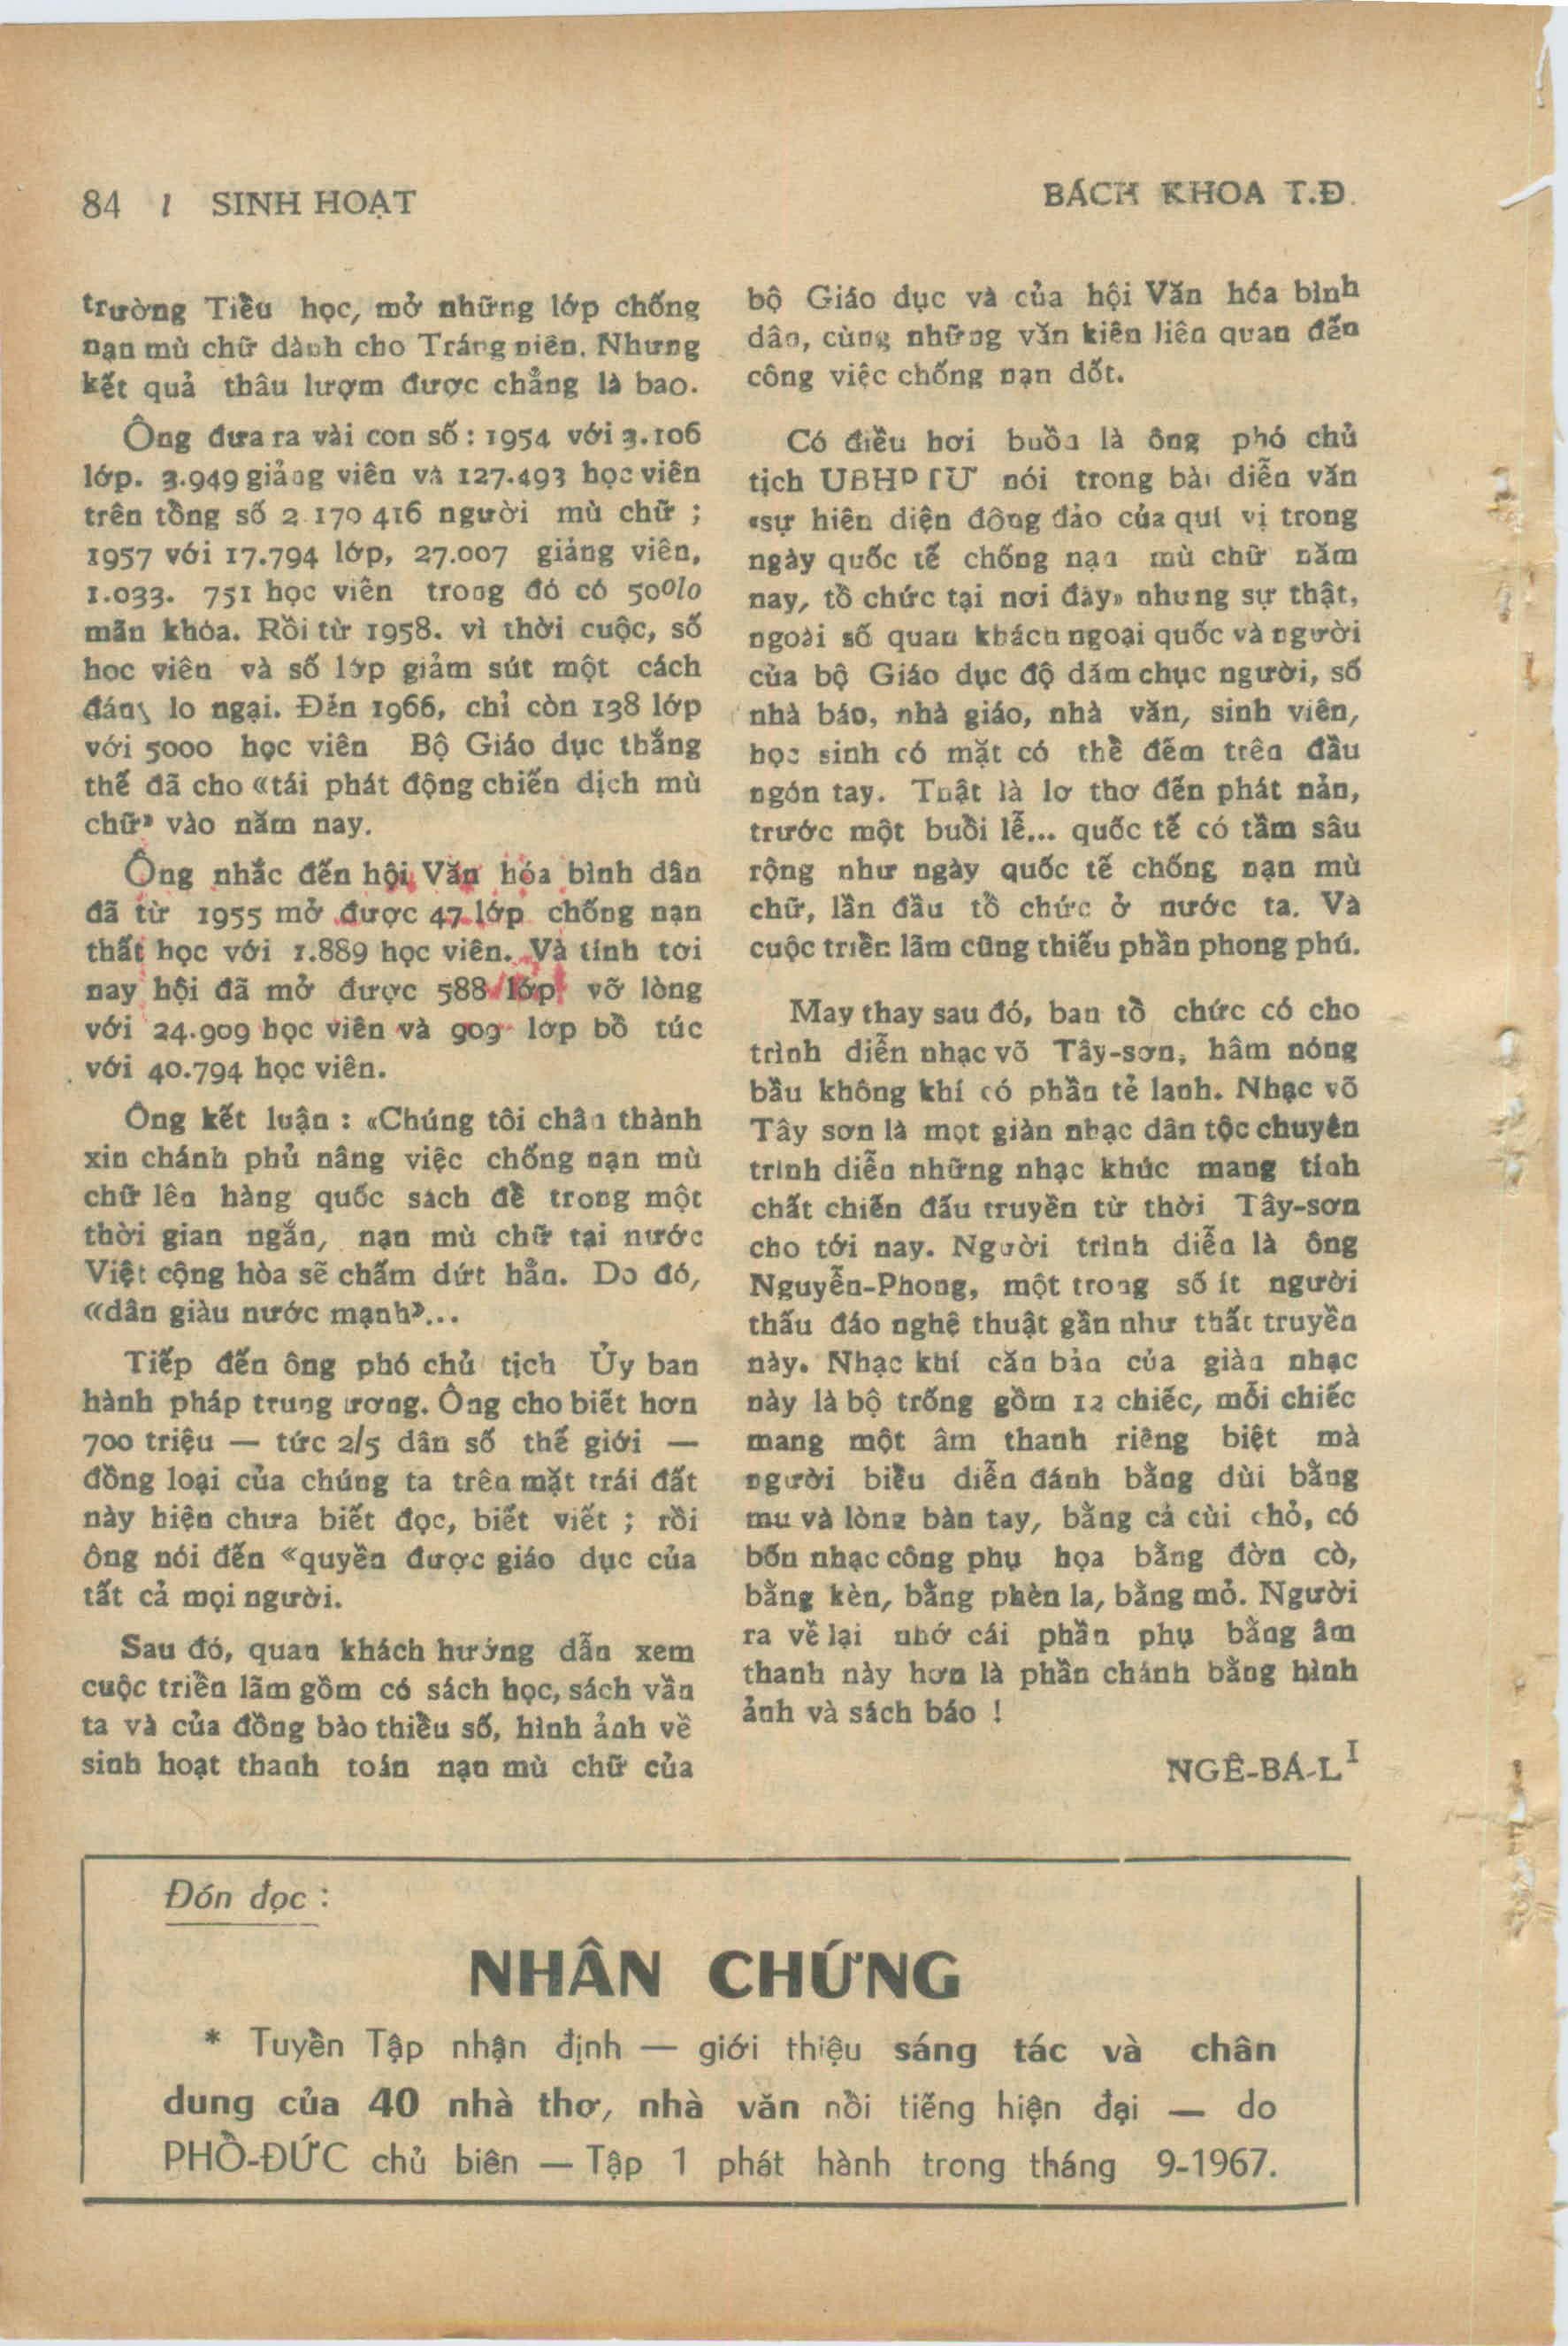 84 / SINH HOẠT
BÁCH KHOA T.Đ.
trường Tiểu học, mở những lớp chống
nạn mù chữ dành cho Tráng niên. Nhưng
kết quả thâu lượm được chẳng là bao.
Ông đưa ra vài con số : 1954 với 3.106
lớp. 3.949 giảng viên và 127.493 học viên
trên tổng số 2 170 416 người mù chữ ;
1957 với 17.794 lớp, 27.007 giảng viên,
1.033. 751 học viên trong đó có 50%
mãn khóa. Rồi từ 1958. vì thời cuộc, số
học viên và số lớp giảm sút một cách
đáng lo ngại. Đến 1966, chỉ còn 138 lớp
với 5000 học viên Bộ Giáo dục thắng
thế đã cho «tái phát động chiến dịch mù
chữ» vào năm nay.
Ông nhắc đến hội Văn hóa bình dân
đã từ 1955 mở được 47 lớp chống nạn
thất học với 1.889 học viên. Và tính tới
nay hội đã mở được 588 lớp vỡ lòng
với 24.909 học viên và 909 lớp bổ túc
với 40.794 học viên.
Ông kết luận : «Chúng tôi chân thành
xin chánh phủ nâng việc chống nạn mù
chữ lên hàng quốc sách để trong một
thời gian ngắn, nạn mù chữ tại nước
Việt cộng hòa sẽ chấm dứt hẳn. Do đó,
«dân giàu nước mạnh»...
Tiếp đến ông phó chủ tịch Ủy ban
hành pháp trung ương. Ông cho biết hơn
700 triệu — tức 2/5 dân số thế giới —
đồng loại của chúng ta trên mặt trái đất
này hiện chưa biết đọc, biết viết ; rồi
ông nói đến «quyền được giáo dục của
tất cả mọi người.
Sau đó, quan khách hướng dẫn xem
cuộc triển lãm gồm có sách học, sách vần
ta và của đồng bào thiểu số, hình ảnh về
sinh hoạt thanh toán nạn mù chữ của
bộ Giáo dục và của hội Văn hóa bình
dân, cùng những văn kiện liên quan đến
công việc chống nạn dốt.
Có điều hơi buồn là ông phó chủ
tịch UBHPTƯ nói trong bài diễn văn
«sự hiện diện đông đảo của quí vị trong
ngày quốc tế chống nạn mù chữ năm
nay, tổ chức tại nơi đây» nhưng sự thật,
ngoài số quan khách ngoại quốc và người
của bộ Giáo dục độ dăm chục người, số
nhà báo, nhà giáo, nhà văn, sinh viên,
học sinh có mặt có thể đếm trên đầu
ngón tay. Thật là lơ thơ đến phát nản,
trước một buổi lễ... quốc tế có tầm sâu
rộng như ngày quốc tế chống nạn mù
chữ, lần đầu tổ chức ở nước ta. Và
cuộc triển lãm cũng thiếu phần phong phú.
May thay sau đó, ban tổ chức có cho
trình diễn nhạc võ Tây-sơn, hâm nóng
bầu không khí có phần tẻ lạnh. Nhạc võ
Tây sơn là một giàn nhạc dân tộc chuyên
trình diễn những nhạc khúc mang tính
chất chiến đấu truyền từ thời Tây-sơn
cho tới nay. Người trình diễn là ông
Nguyễn-Phong, một trong số ít người
thấu đáo nghệ thuật gần như thất truyền
này. Nhạc khí căn bản của giàn nhạc
này là bộ trống gồm 12 chiếc, mỗi chiếc
mang một âm thanh riêng biệt mà
người biểu diễn đánh bằng dùi bằng
mu và lòng bàn tay, bằng cả cùi chỏ, có
bốn nhạc công phụ họa bằng đờn cò,
bằng kèn, bằng phèn la, bằng mỏ. Người
ra về lại nhớ cái phần phụ bằng âm
thanh này hơn là phần chánh bằng hình
ảnh và sách báo !
NGÊ-BÁ-LÍ
Đón đọc :
NHÂN CHỨNG
* Tuyển Tập nhận định — giới thiệu sáng tác và chân
dung của 40 nhà thơ, nhà văn nổi tiếng hiện đại — do
PHỔ-ĐỨC chủ biên — Tập 1 phát hành trong tháng 9-1967.